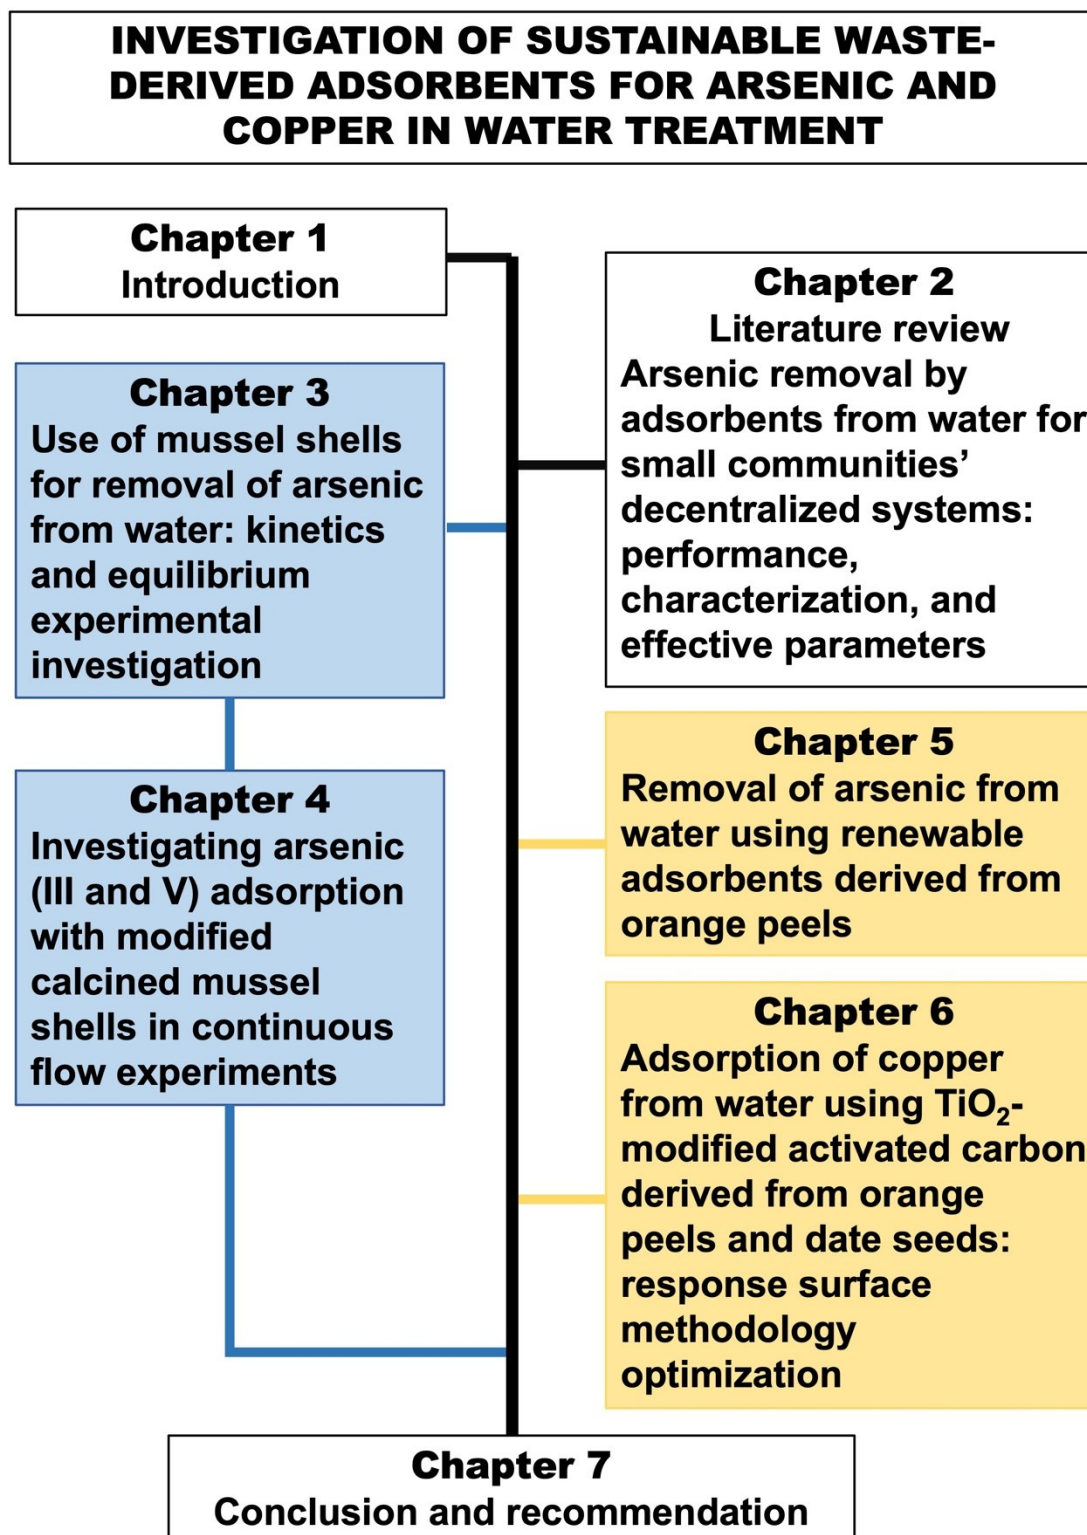 INVESTIGATION OF SUSTAINABLE WASTE-
DERIVED ADSORBENTS FOR ARSENIC AND
COPPER IN WATER TREATMENT
Chapter 1
Introduction
Chapter 2
Literature review
Arsenic removal by
adsorbents from water for
small communities’
decentralized systems:
performance,
characterization, and
effective parameters
Chapter 3
Use of mussel shells
for removal of arsenic
from water: kinetics
and equilibrium
experimental
investigation
Chapter 4
Investigating arsenic
(III and V) adsorption
with modified
calcined mussel
shells in continuous
flow experiments
Chapter 5
Removal of arsenic from
water using renewable
adsorbents derived from
orange peels
Chapter 6
Adsorption of copper
from water using TiO₂-
modified activated carbon
derived from orange
peels and date seeds:
response surface
methodology
optimization
Chapter 7
Conclusion and recommendation